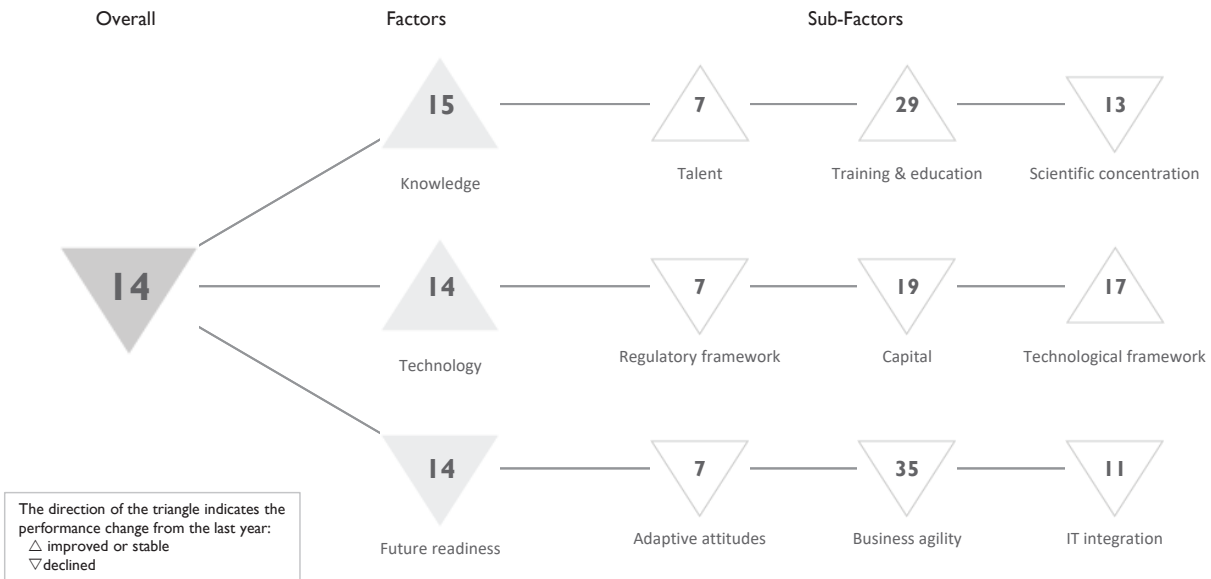 Overall
Factors
Sub-Factors
15
7
29
13
Knowledge
Talent
Training & education
Scientific concentration
14
14
7
19
17
Technology
Regulatory framework
Capital
Technological framework
14
7
35
11
Future readiness
Adaptive attitudes
Business agility
IT integration
The direction of the triangle indicates the
performance change from the last year:
△ improved or stable
▽ declined